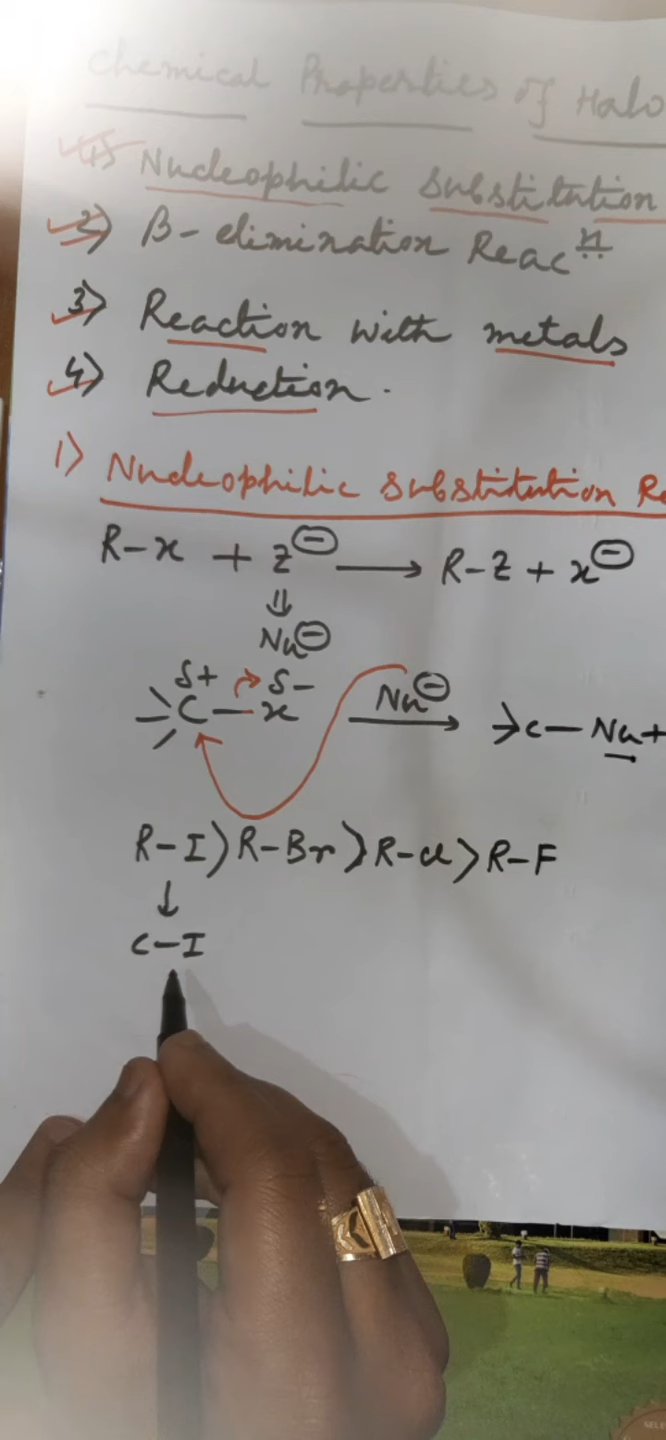 Chemical Properties of Halo
1) Nucleophilic Substitution
2) β-elimination Reac n
3) Reaction with metals
4) Reduction.
1) Nucleophilic Substitution Re
R-x + Z⊖ ⟶ R-Z + x⊖
⇓
Nu⊖
δ+ δ-
C-x Nu⊖ ⟶ C-Nu+
R-I > R-Br > R-Cl > R-F
↓
C-I